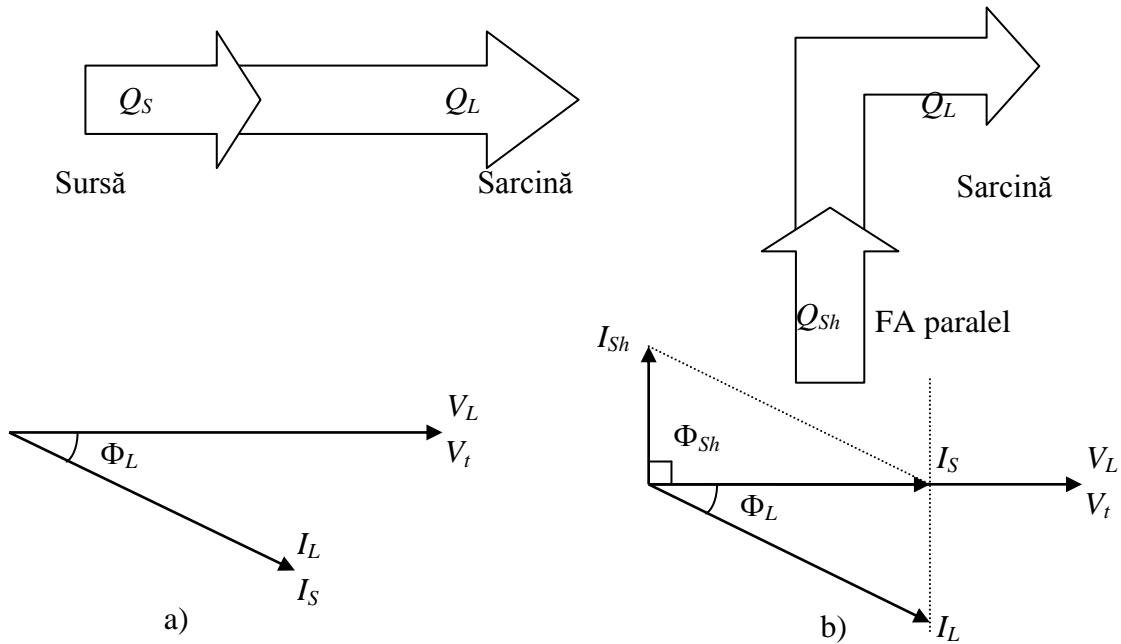 Q_S
Q_L
Sursă
Sarcină
V_L
V_t
Φ_L
I_L
I_S
a)
Q_L
Sarcină
Q_Sh
FA paralel
I_Sh
Φ_Sh
I_S
V_L
V_t
Φ_L
I_L
b)